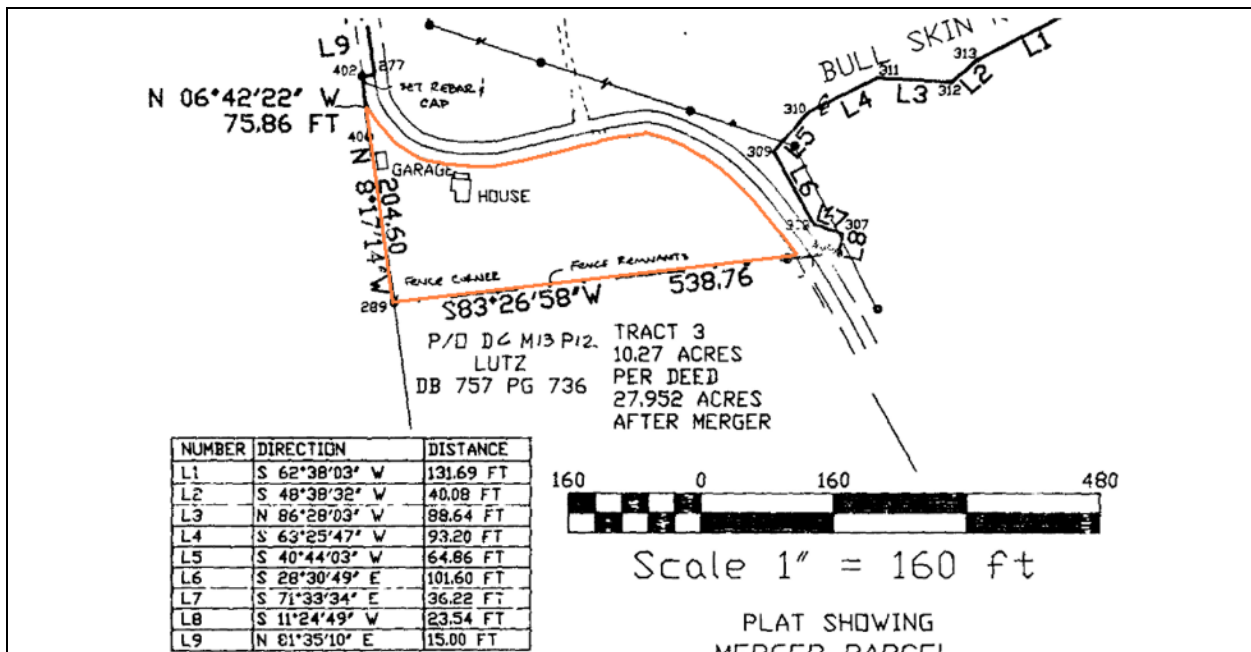 BULL SKIN
L9
402
277
SET REBAR &
CAP
N 06°42'22" W
75.86 FT
GARAGE
HOUSE
N 8°17'14" W
204.60
313
L1
311
L2
312
310
L4
L3
309
L5
L6
307
L8
FENCE CORNER
FENCE REMNANTS
289
S83°26'58"W
538.76
P/O DC M13 P12.
LUTZ
DB 757 PG 736
TRACT 3
10.27 ACRES
PER DEED
27.952 ACRES
AFTER MERGER
NUMBER DIRECTION DISTANCE
L1 S 62°38'03" W 131.69 FT
L2 S 48°38'32" W 40.08 FT
L3 N 86°28'03" W 88.64 FT
L4 S 63°25'47" W 93.20 FT
L5 S 40°44'03" W 64.86 FT
L6 S 28°30'49" E 101.60 FT
L7 S 71°33'34" E 36.22 FT
L8 S 11°24'49" W 23.54 FT
L9 N 81°35'10" E 15.00 FT
160 0 160 480
Scale 1" = 160 ft
PLAT SHOWING
MERGER PARCEL